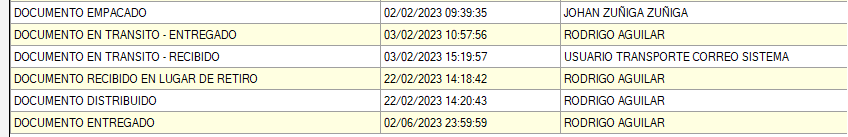 DOCUMENTO EMPACADO 02/02/2023 09:39:35 JOHAN ZUÑIGA ZUÑIGA
DOCUMENTO EN TRANSITO - ENTREGADO 03/02/2023 10:57:56 RODRIGO AGUILAR
DOCUMENTO EN TRANSITO - RECIBIDO 03/02/2023 15:19:57 USUARIO TRANSPORTE CORREO SISTEMA
DOCUMENTO RECIBIDO EN LUGAR DE RETIRO 22/02/2023 14:18:42 RODRIGO AGUILAR
DOCUMENTO DISTRIBUIDO 22/02/2023 14:20:43 RODRIGO AGUILAR
DOCUMENTO ENTREGADO 02/06/2023 23:59:59 RODRIGO AGUILAR